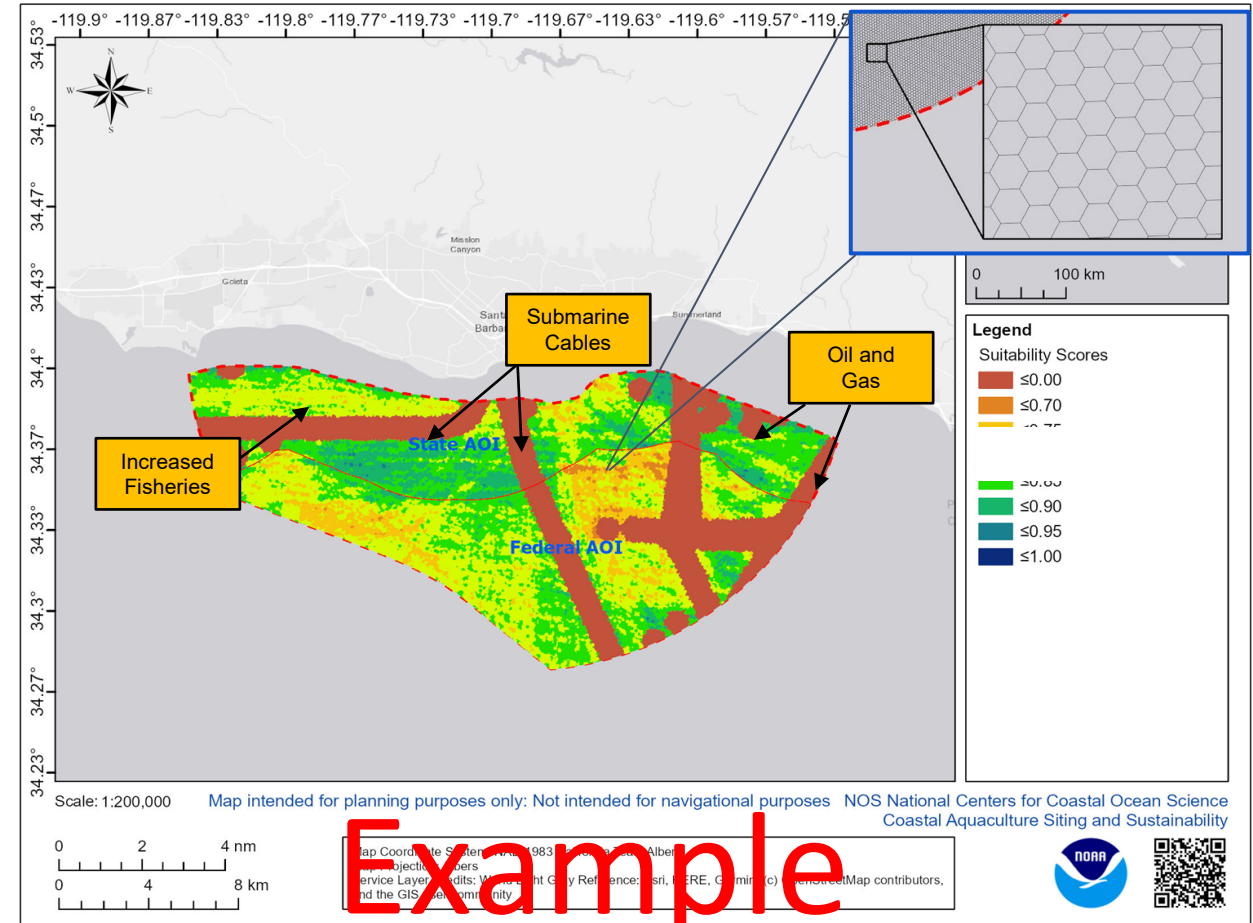 -119.9° -119.87° -119.83° -119.8° -119.77° -119.73° -119.7° -119.67° -119.63° -119.6° -119.57°
34.53°
34.5°
34.47°
34.43°
34.4°
34.37°
34.33°
34.3°
34.27°
34.23°
N
W E
S
Mission
Canyon
Goleta
Summerland
Submarine
Cables
Oil and
Gas
Increased
Fisheries
State AOI
Federal AOI
0 100 km
Legend
Suitability Scores
≤0.00
≤0.70
≤0.90
≤0.95
≤1.00
Scale: 1:200,000
Map intended for planning purposes only: Not intended for navigational purposes
NOS National Centers for Coastal Ocean Science
Coastal Aquaculture Siting and Sustainability
0 2 4 nm
0 4 8 km
Example
OpenStreetMap contributors,
NOAA